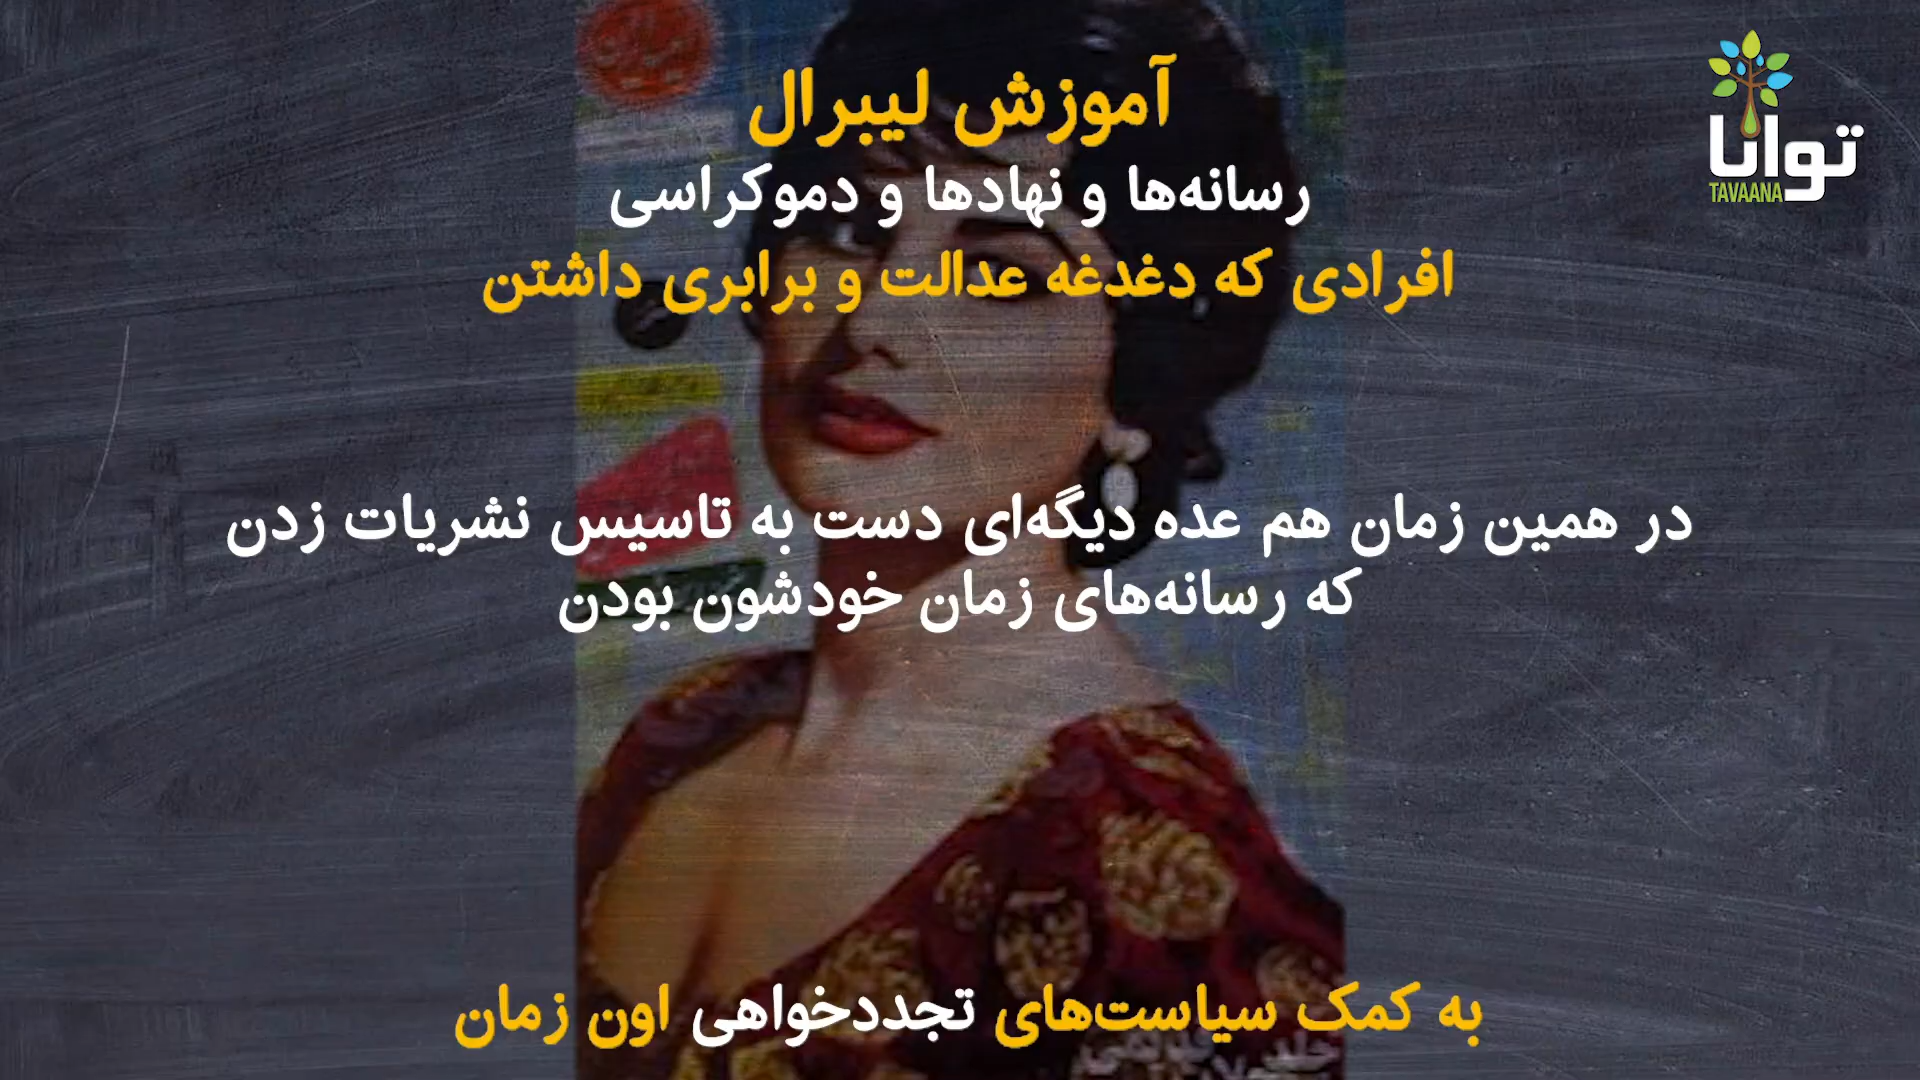 آموزش لیبرال
توانا
TAVAANA
رسانه‌ها و نهادها و دموکراسی
افرادی که دغدغه عدالت و برابری داشتن
در همین زمان هم عده دیگه‌ای دست به تاسیس نشریات زدن
که رسانه‌های زمان خودشون بودن
به کمک سیاست‌های تجددخواهی اون زمان